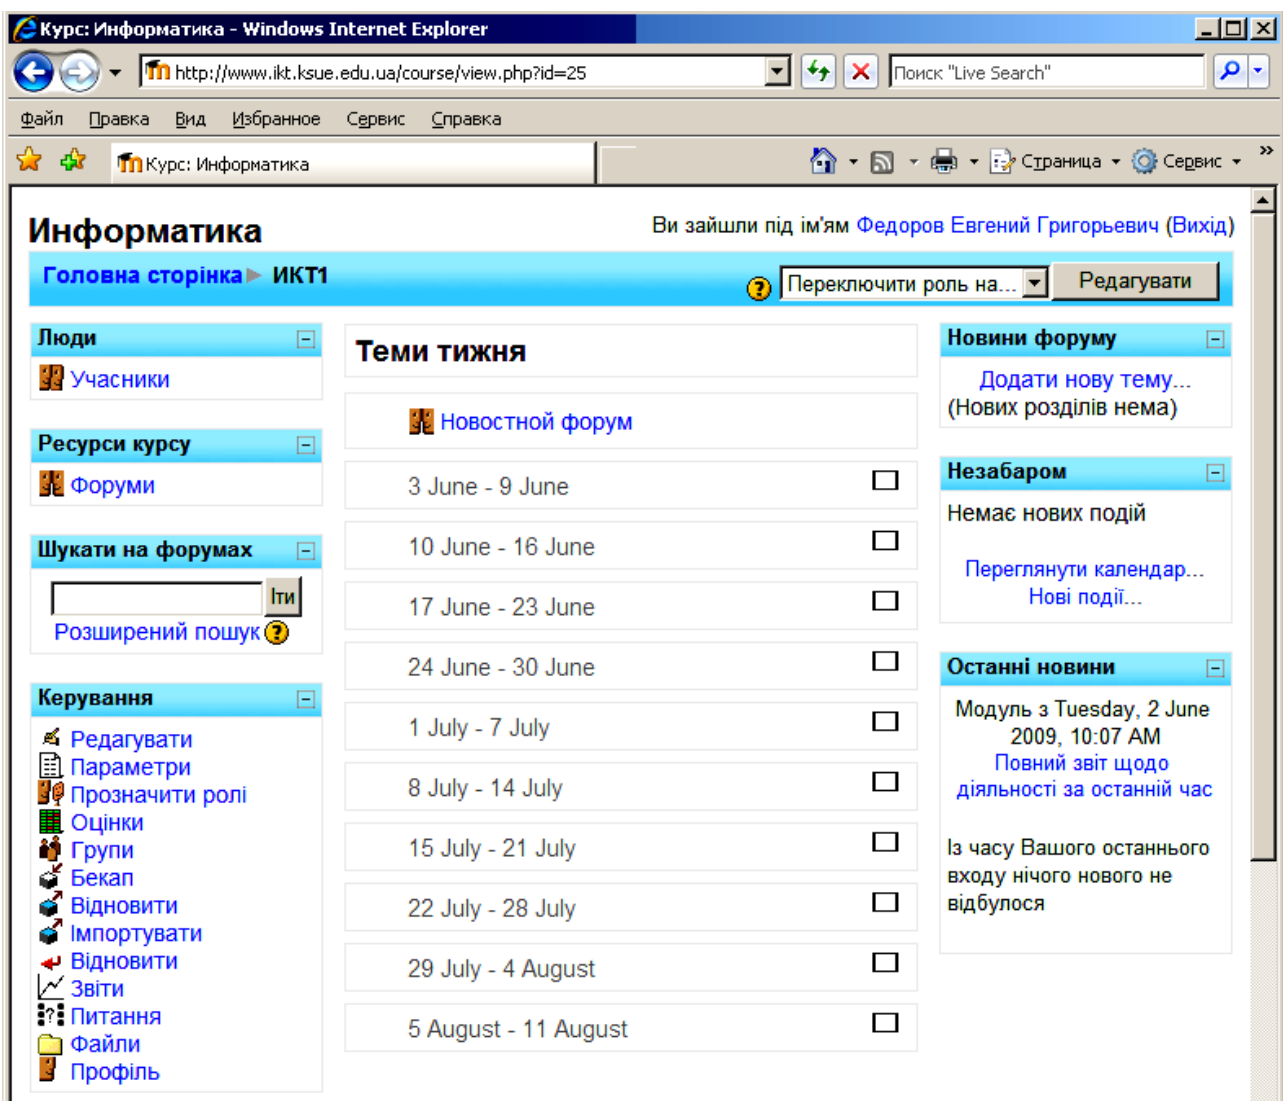 Курс: Информатика - Windows Internet Explorer
http://www.ikt.ksue.edu.ua/course/view.php?id=25
Поиск "Live Search"
Файл Правка Вид Избранное Сервис Справка
Курс: Информатика
Страница Сервис »
Информатика
Ви зайшли під ім'ям Федоров Евгений Григорьевич (Вихід)
Головна сторінка ► ИКТ1
Переключити роль на...
Редагувати
Люди
Учасники
Ресурси курсу
Форуми
Шукати на форумах
Іти
Розширений пошук
Керування
Редагувати
Параметри
Прозначити ролі
Оцінки
Групи
Бекап
Відновити
Імпортувати
Відновити
Звіти
Питання
Файли
Профіль
Теми тижня
Новостной форум
3 June - 9 June
10 June - 16 June
17 June - 23 June
24 June - 30 June
1 July - 7 July
8 July - 14 July
15 July - 21 July
22 July - 28 July
29 July - 4 August
5 August - 11 August
Новини форуму
Додати нову тему...
(Нових розділів нема)
Незабаром
Немає нових подій
Переглянути календар...
Нові події...
Останні новини
Модуль з Tuesday, 2 June
2009, 10:07 AM
Повний звіт щодо
діяльності за останній час
Із часу Вашого останнього
входу нічого нового не
відбулося